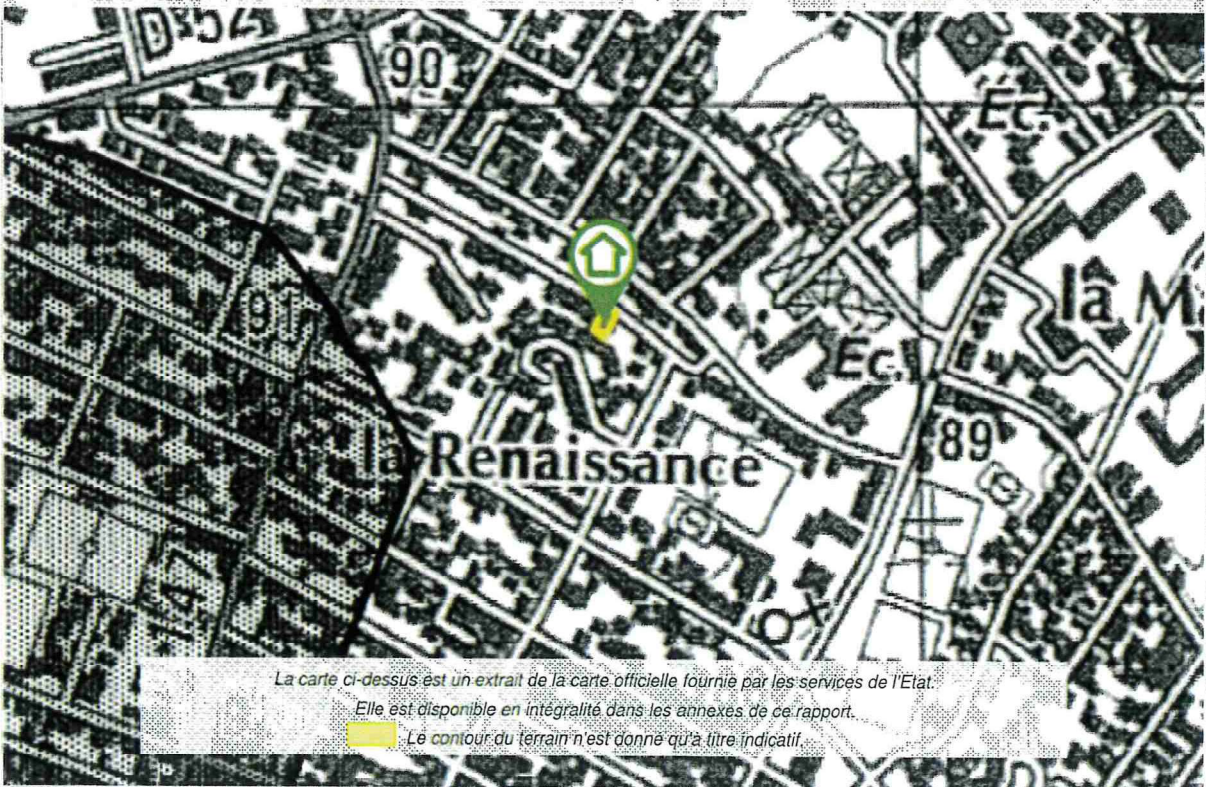 D 352
90
Éc.
91
la M
Éc.
89
la Renaissance
147
La carte ci-dessus est un extrait de la carte officielle fournie par les services de l'Etat.
Elle est disponible en intégralité dans les annexes de ce rapport.
Le contour du terrain n'est donné qu'à titre indicatif.